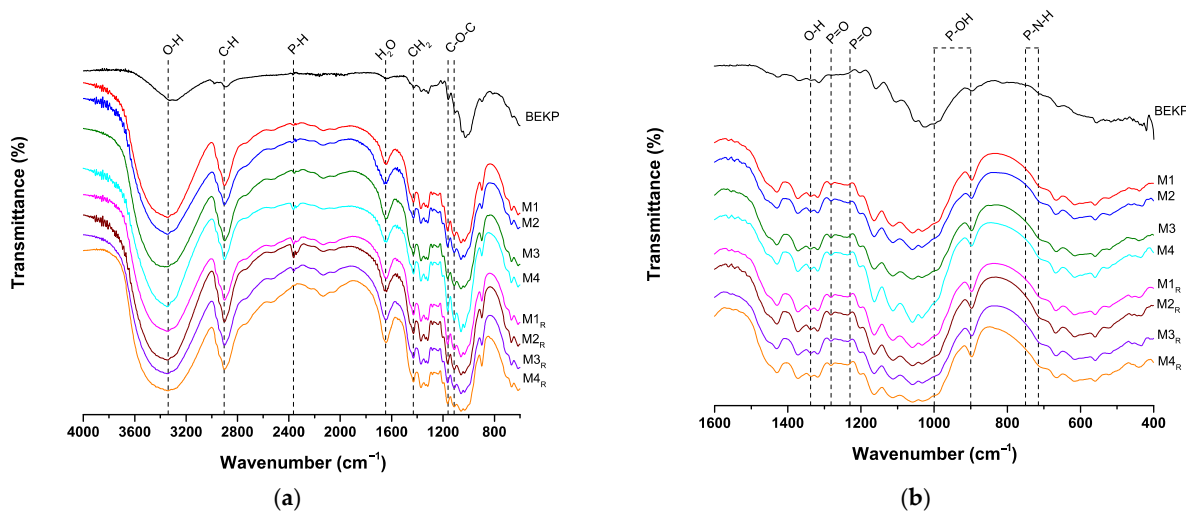 O-H
C-H
P-H
H₂O
CH₂
C-O-C
BEKP
M1
M2
M3
M4
M1R
M2R
M3R
M4R
Transmittance (%)
4000 3600 3200 2800 2400 2000 1600 1200 800
Wavenumber (cm⁻¹)
(a)
O-H
P=O
P=O
P-OH
P-N-H
BEKP
M1
M2
M3
M4
M1R
M2R
M3R
M4R
Transmittance (%)
1600 1400 1200 1000 800 600 400
Wavenumber (cm⁻¹)
(b)